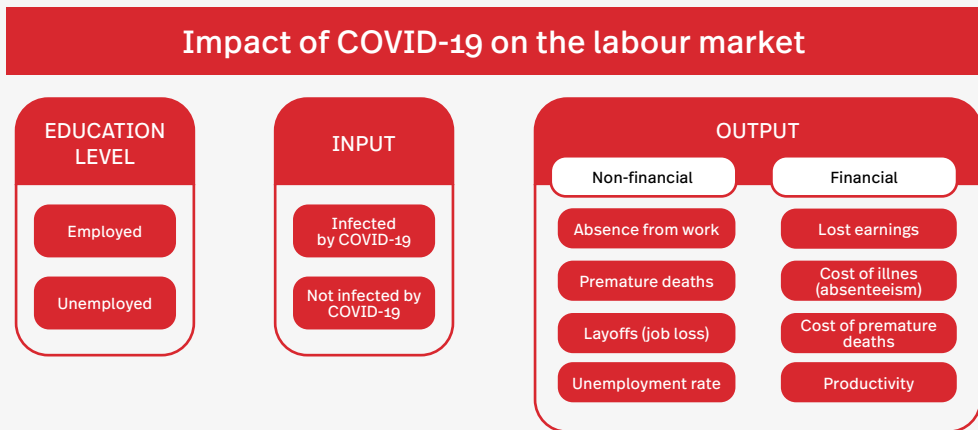 Impact of COVID-19 on the labour market
EDUCATION
LEVEL
Employed
Unemployed
INPUT
Infected
by COVID-19
Not infected by
COVID-19
OUTPUT
Non-financial
Absence from work
Premature deaths
Layoffs (job loss)
Unemployment rate
Financial
Lost earnings
Cost of illnes
(absenteeism)
Cost of premature
deaths
Productivity